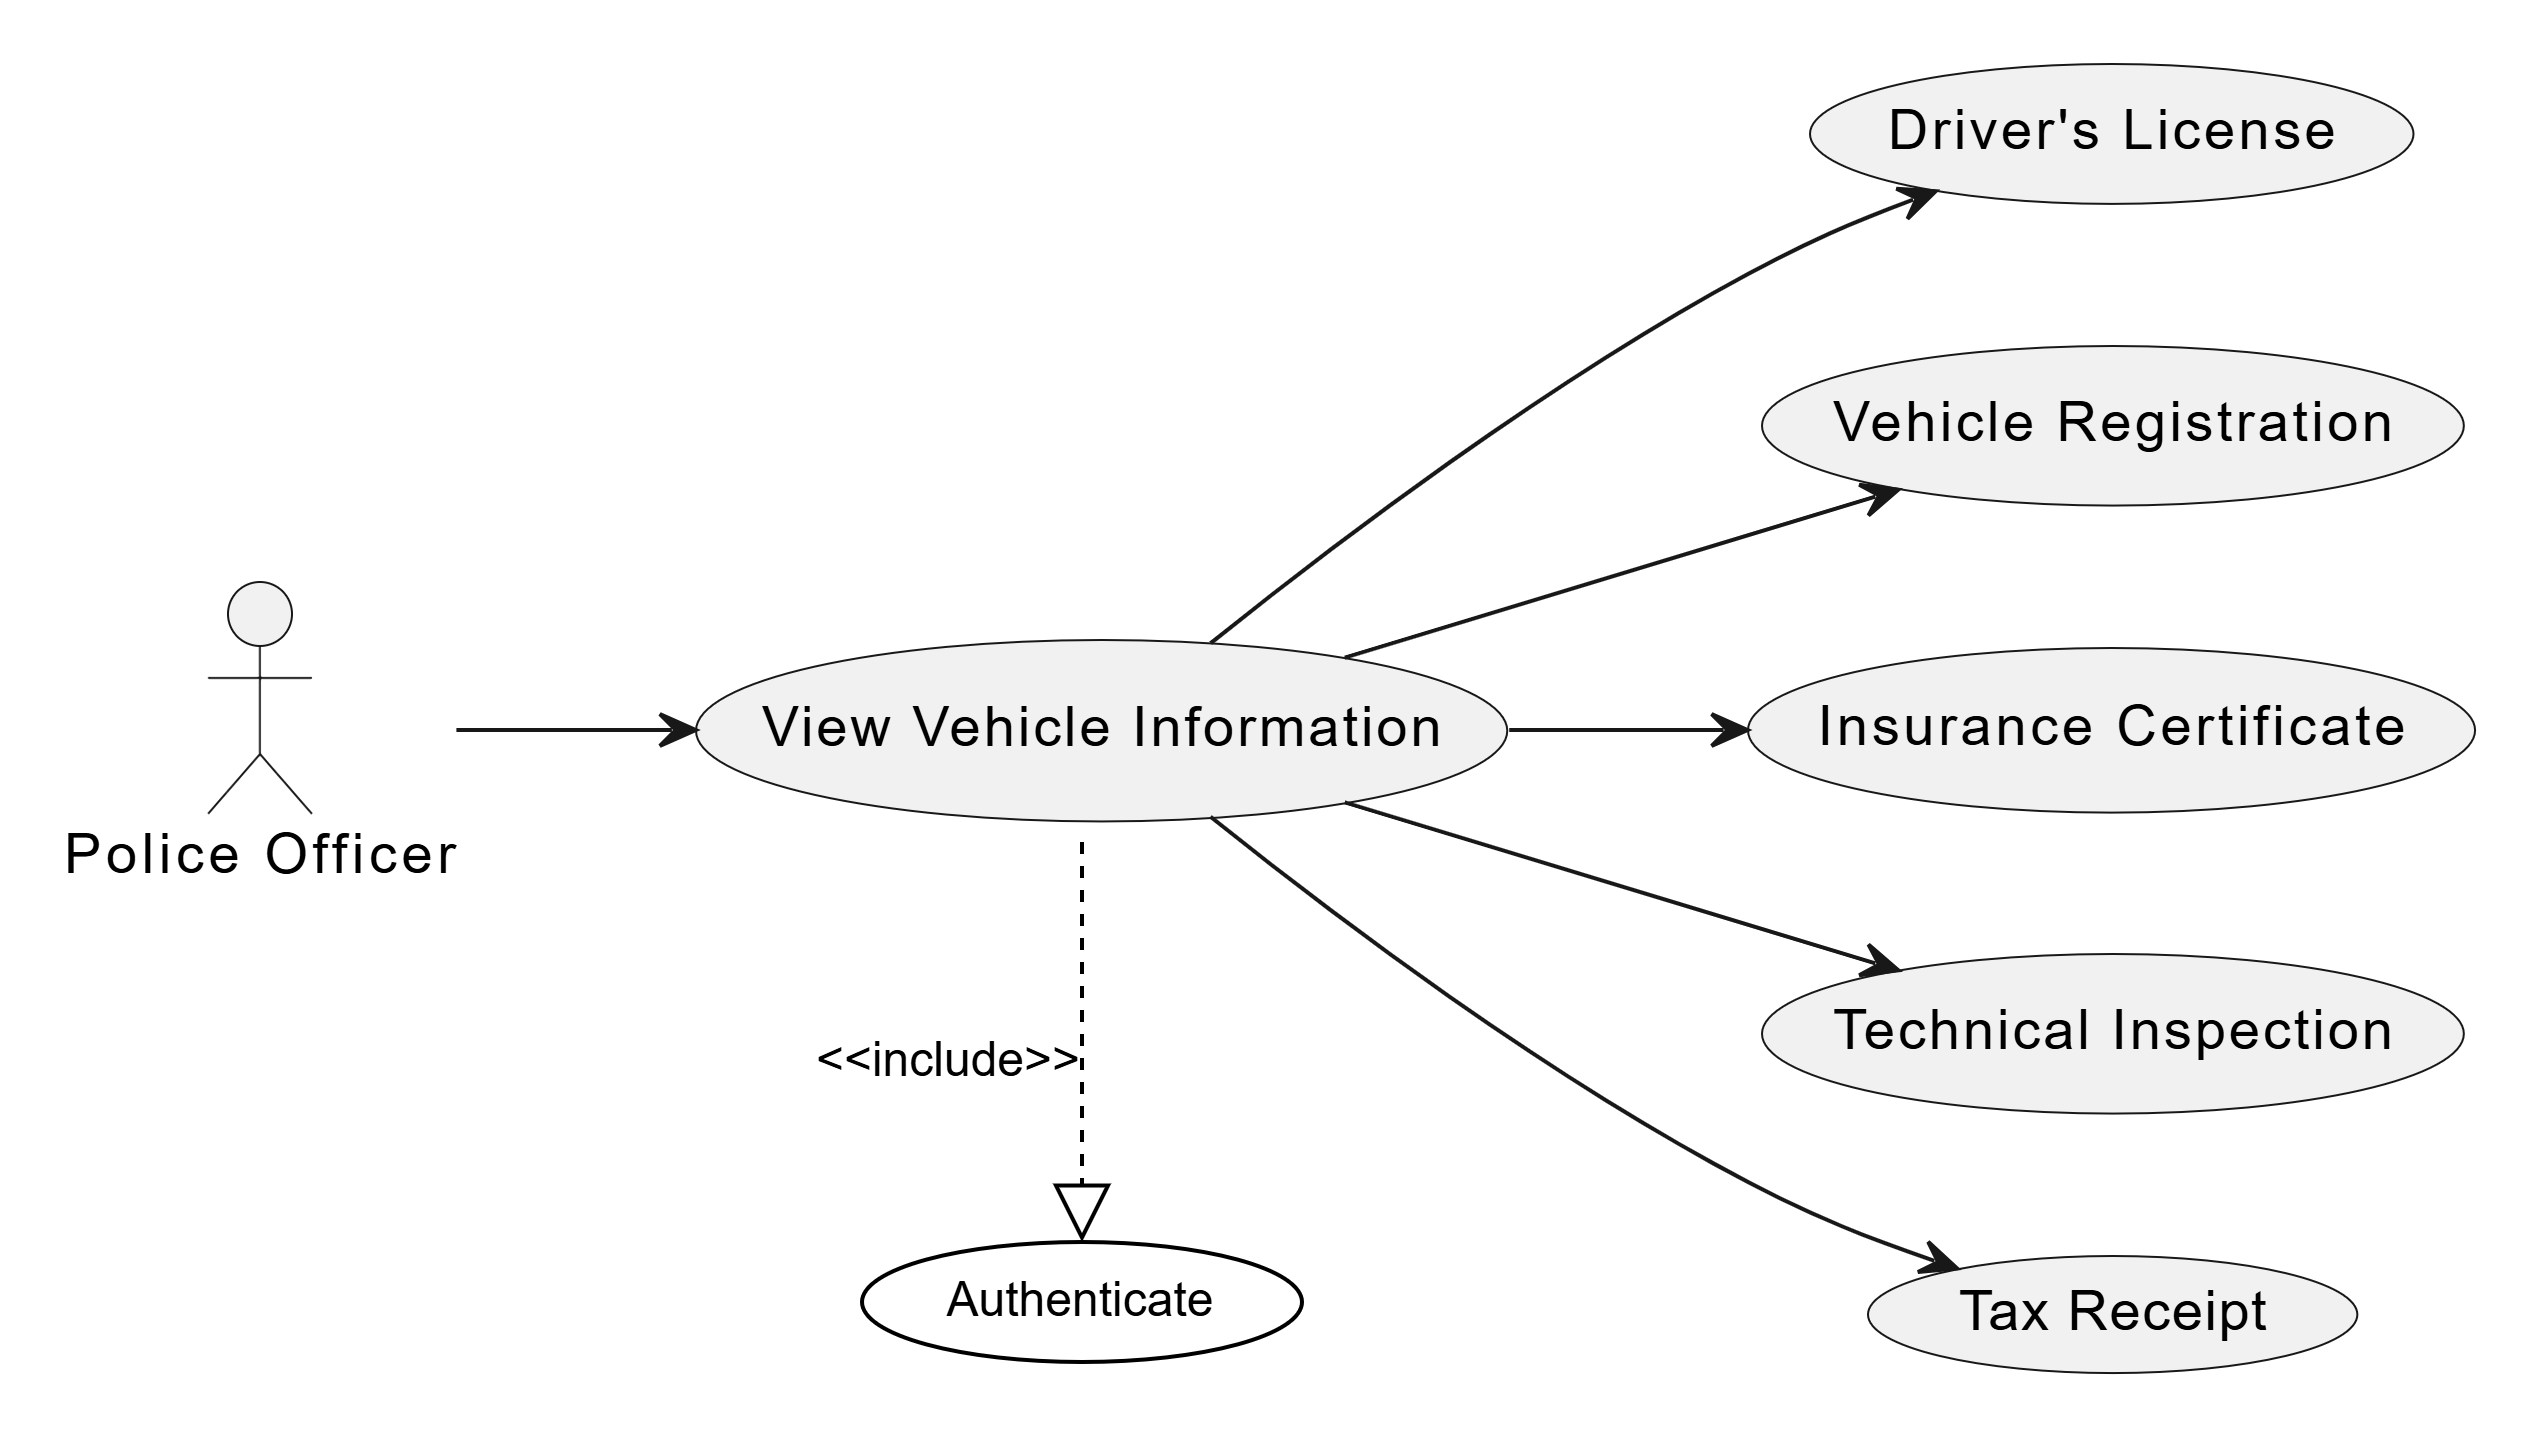 Driver's License
Vehicle Registration
Police Officer
View Vehicle Information
Insurance Certificate
<<include>>
Technical Inspection
Authenticate
Tax Receipt